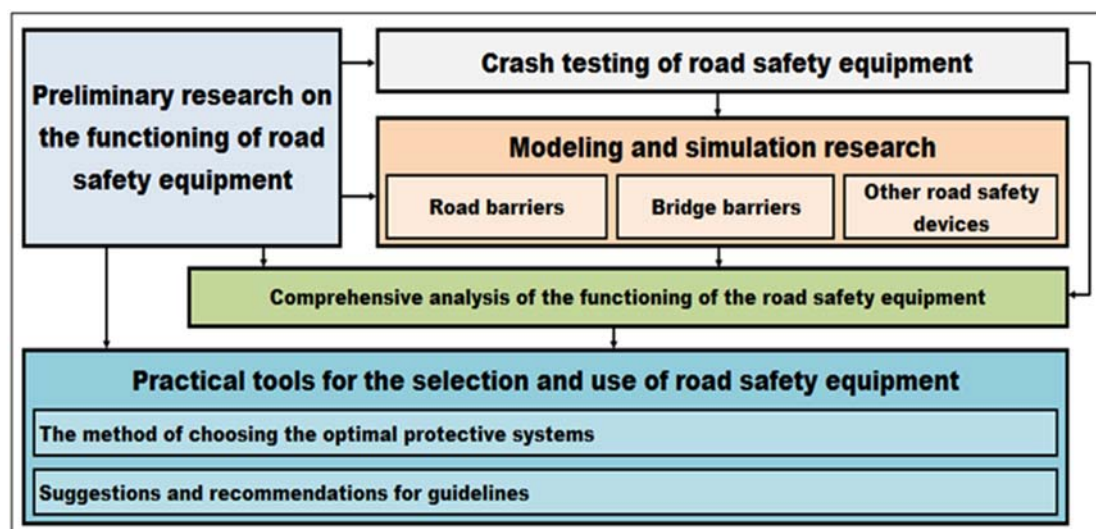 Preliminary research on
the functioning of road
safety equipment
Crash testing of road safety equipment
Modeling and simulation research
Road barriers
Bridge barriers
Other road safety
devices
Comprehensive analysis of the functioning of the road safety equipment
Practical tools for the selection and use of road safety equipment
The method of choosing the optimal protective systems
Suggestions and recommendations for guidelines